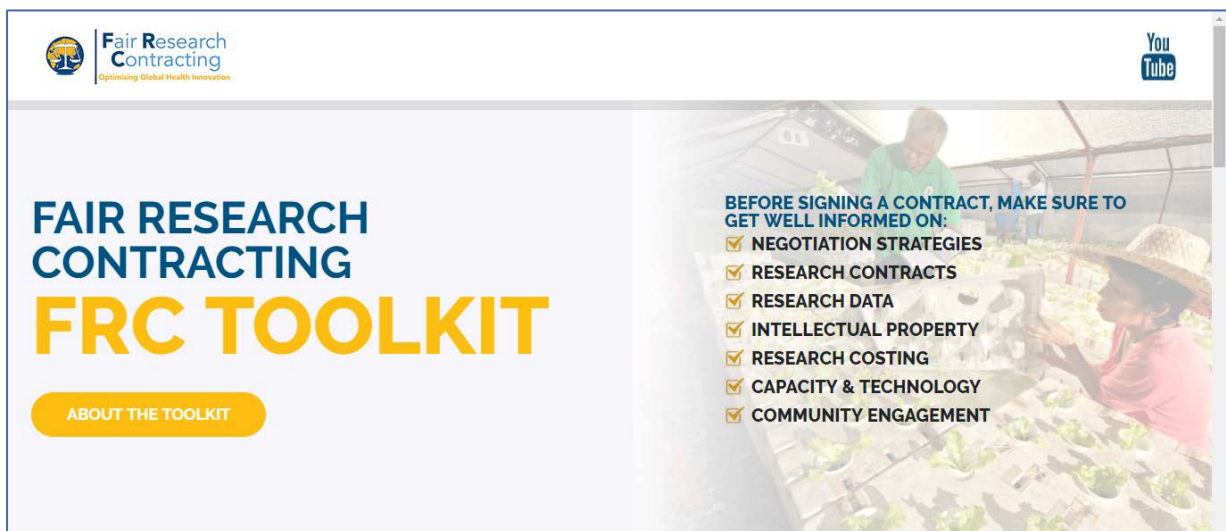 Fair Research
Contracting
Optimising Global Health Innovation
You
Tube
FAIR RESEARCH
CONTRACTING
FRC TOOLKIT
ABOUT THE TOOLKIT
BEFORE SIGNING A CONTRACT, MAKE SURE TO
GET WELL INFORMED ON:
NEGOTIATION STRATEGIES
RESEARCH CONTRACTS
RESEARCH DATA
INTELLECTUAL PROPERTY
RESEARCH COSTING
CAPACITY & TECHNOLOGY
COMMUNITY ENGAGEMENT